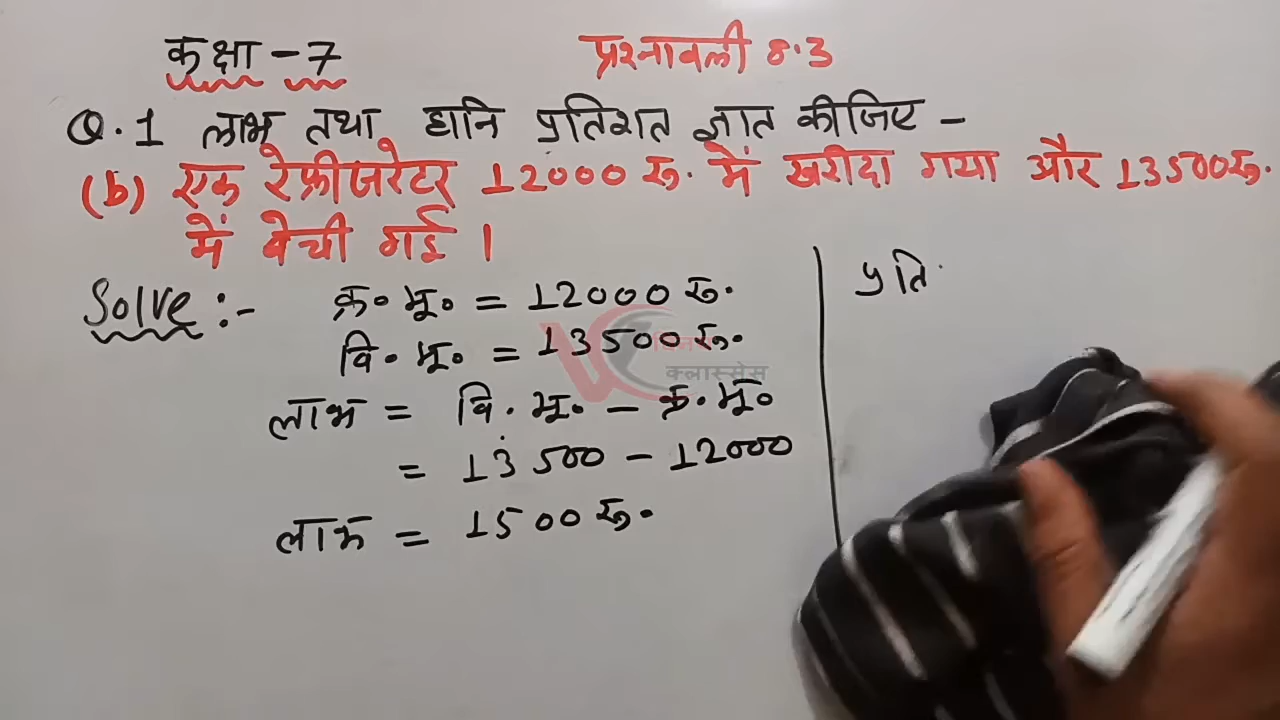 कक्षा - 7
प्रश्नावली 8.3
Q.1 लाभ तथा हानि प्रतिशत ज्ञात कीजिए -
(b) एक रेफ्रीजरेटर 12000 रु. में खरीदा गया और 13500 रु.
में बेची गई ।
Solve :-
क्र॰ मू॰ = 12000 रु.
वि॰ मू॰ = 13500 रु.
लाभ = वि. मू॰ - क्र. मू॰
= 13500 - 12000
लाभ = 1500 रु.
प्रति
क्लासेस